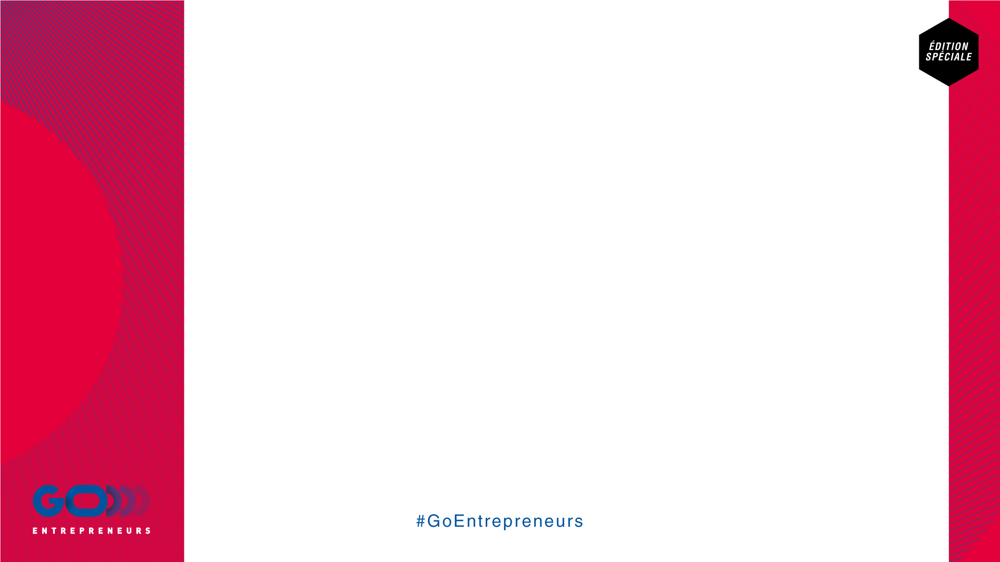 ÉDITION
SPÉCIALE
GO
ENTREPRENEURS
#GoEntrepreneurs